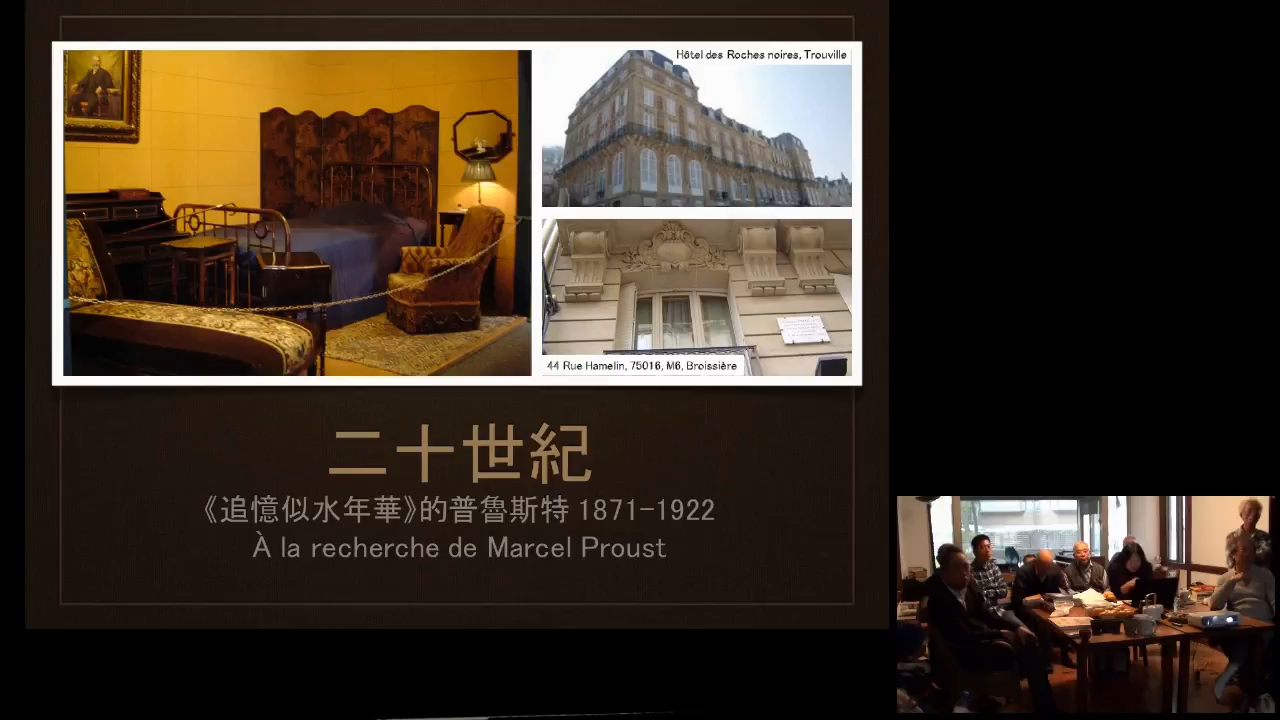 Hôtel des Roches noires, Trouville
44 Rue Hamelin, 75016, M6, Broissière
二十世紀
《追憶似水年華》的普魯斯特 1871-1922
À la recherche de Marcel Proust